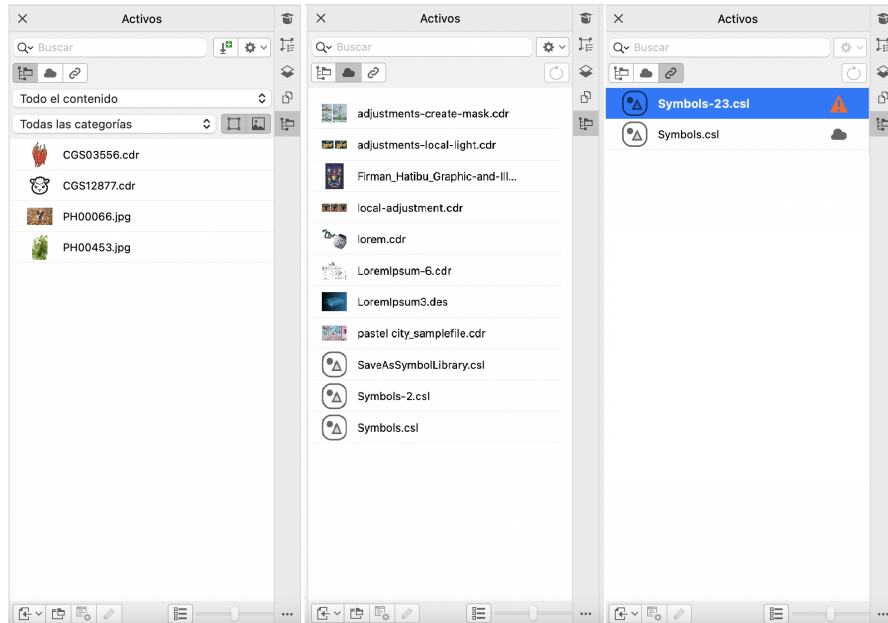 Activos
Buscar
Todo el contenido
Todas las categorías
CGS03556.cdr
CGS12877.cdr
PH00066.jpg
PH00453.jpg
Activos
Buscar
adjustments-create-mask.cdr
adjustments-local-light.cdr
Firman_Hatibu_Graphic-and-Ill...
local-adjustment.cdr
lorem.cdr
LoremIpsum-6.cdr
LoremIpsum3.des
pastel city_samplefile.cdr
SaveAsSymbolLibrary.csl
Symbols-2.csl
Symbols.csl
Activos
Buscar
Symbols-23.csl
Symbols.csl